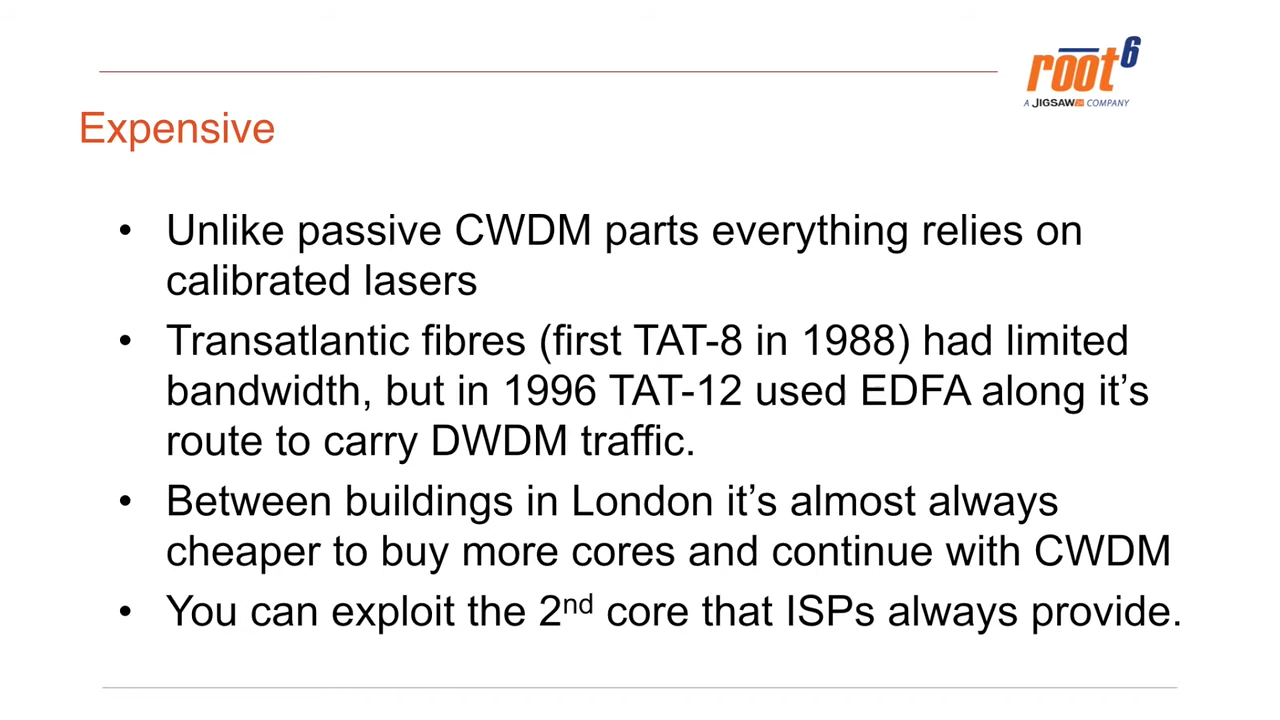 root6
A JIGSAW24 COMPANY
Expensive
• Unlike passive CWDM parts everything relies on
calibrated lasers
• Transatlantic fibres (first TAT-8 in 1988) had limited
bandwidth, but in 1996 TAT-12 used EDFA along it’s
route to carry DWDM traffic.
• Between buildings in London it’s almost always
cheaper to buy more cores and continue with CWDM
• You can exploit the 2nd core that ISPs always provide.